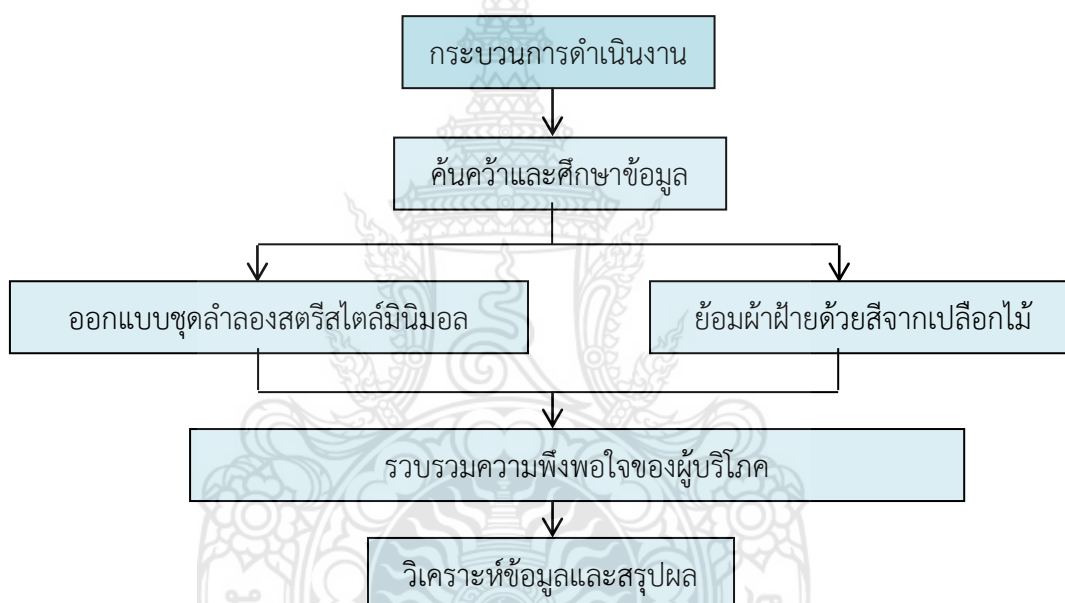 กระบวนการดำเนินงาน
ค้นคว้าและศึกษาข้อมูล
ออกแบบชุดลำลองสตรีสไตล์มินิมอล
ย้อมผ้าฝ้ายด้วยสีจากเปลือกไม้
รวบรวมความพึงพอใจของผู้บริโภค
วิเคราะห์ข้อมูลและสรุปผล